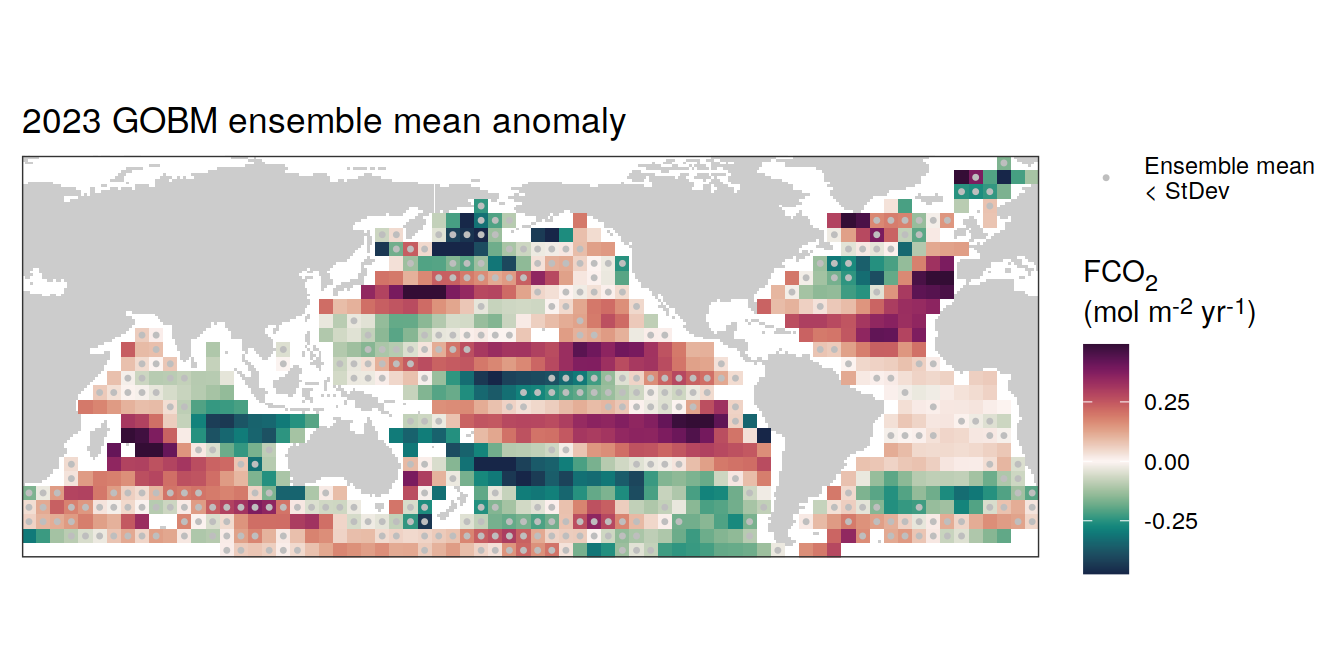 2023 GOBM ensemble mean anomaly
Ensemble mean
< StDev
FCO₂
(mol m⁻² yr⁻¹)
0.25
0.00
-0.25